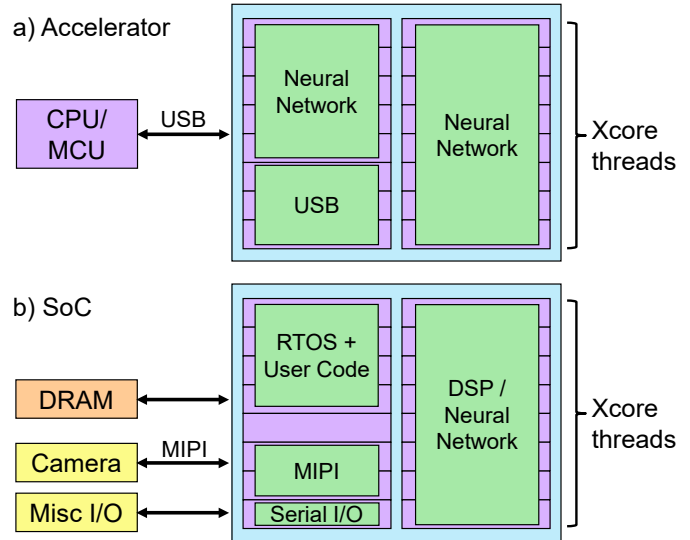 a) Accelerator
CPU/
MCU
USB
Neural
Network
USB
Neural
Network
Xcore
threads
b) SoC
DRAM
Camera
MIPI
Misc I/O
RTOS +
User Code
MIPI
Serial I/O
DSP /
Neural
Network
Xcore
threads